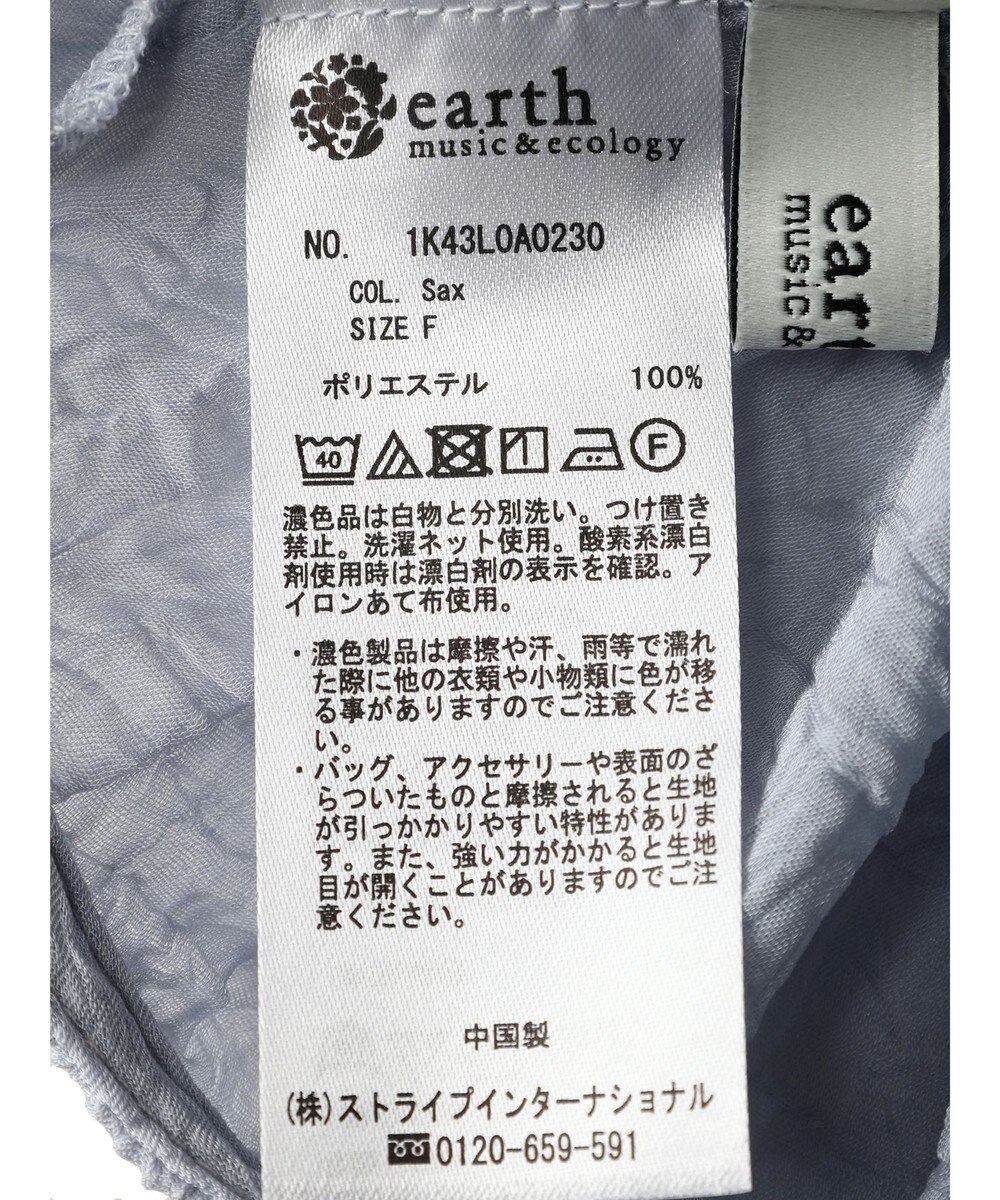 earth
music & ecology
NO. 1K43L0A0230
COL. Sax
SIZE F
ポリエステル 100%
40 F
濃色品は白物と分別洗い。つけ置き
禁止。洗濯ネット使用。酸素系漂白
剤使用時は漂白剤の表示を確認。ア
イロンあて布使用。
・濃色製品は摩擦や汗、雨等で濡れ
た際に他の衣類や小物類に色が移
る事がありますのでご注意くださ
い。
・バッグ、アクセサリーや表面のざ
らついたものと摩擦されると生地
が引っかかりやすい特性がありま
す。また、強い力がかかると生地
目が開くことがありますのでご注
意ください。
中国製
(株)ストライプインターナショナル
0120-659-591
eart
music &